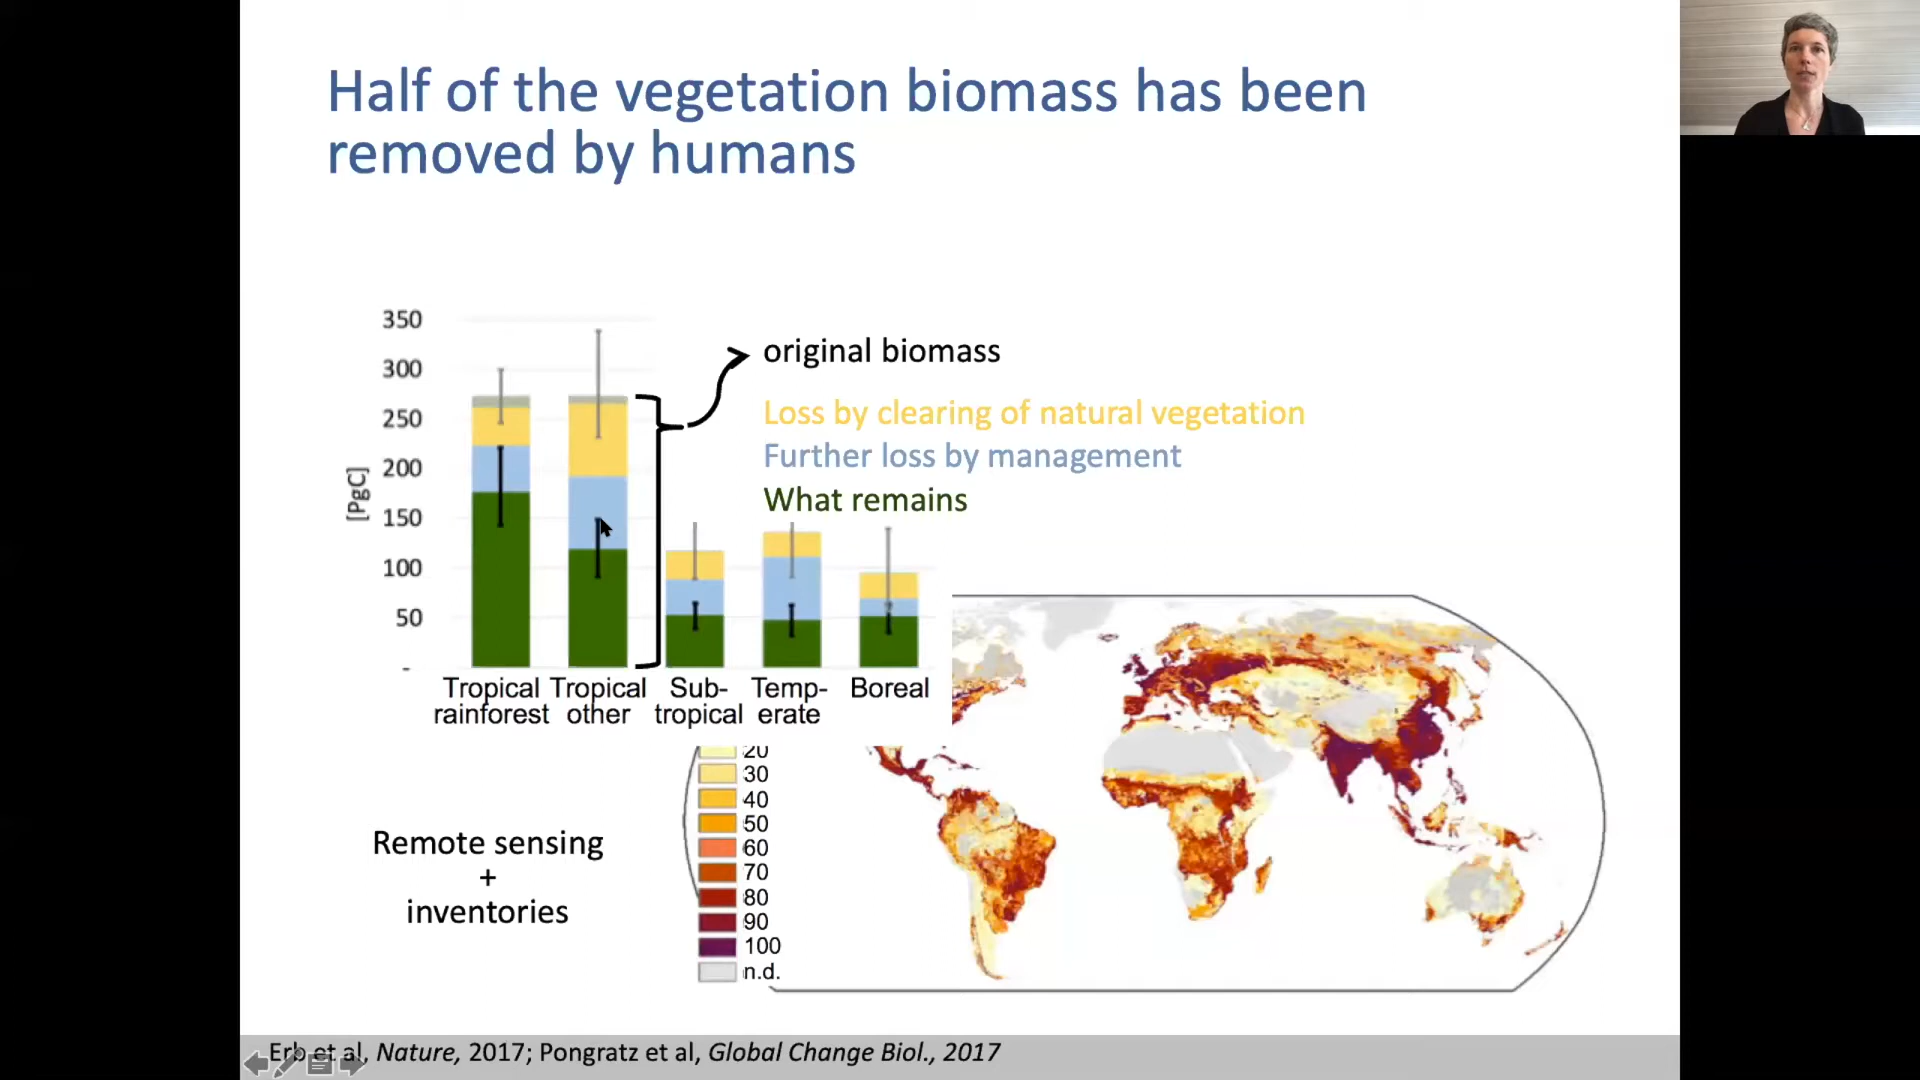 Half of the vegetation biomass has been
removed by humans
350
300
250
200
150
100
50
-
[PgC]
original biomass
Loss by clearing of natural vegetation
Further loss by management
What remains
Tropical rainforest
Tropical other
Sub-
tropical
Temp-
erate
Boreal
20
30
40
50
60
70
80
90
100
n.d.
Remote sensing
+
inventories
Erb et al, Nature, 2017; Pongratz et al, Global Change Biol., 2017